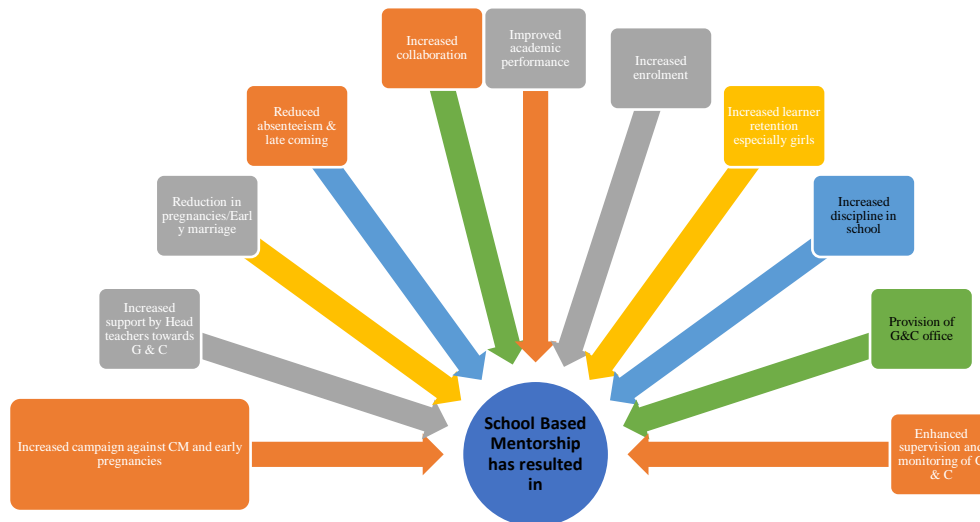 Increased campaign against CM and early
pregnancies
Increased
support by Head
teachers towards
G & C
Reduction in
pregnancies/Earl
y marriage
Reduced
absenteeism &
late coming
Increased
collaboration
Improved
academic
performance
Increased
enrolment
Increased learner
retention
especially girls
Increased
discipline in
school
Provision of
G&C office
Enhanced
supervision and
monitoring of G
& C
School Based
Mentorship
has resulted
in